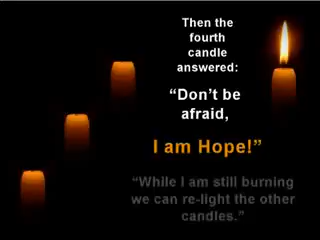 Then the
fourth
candle
answered:
“Don’t be
afraid,
I am Hope!”
“While I am still burning
we can re-light the other
candles.”